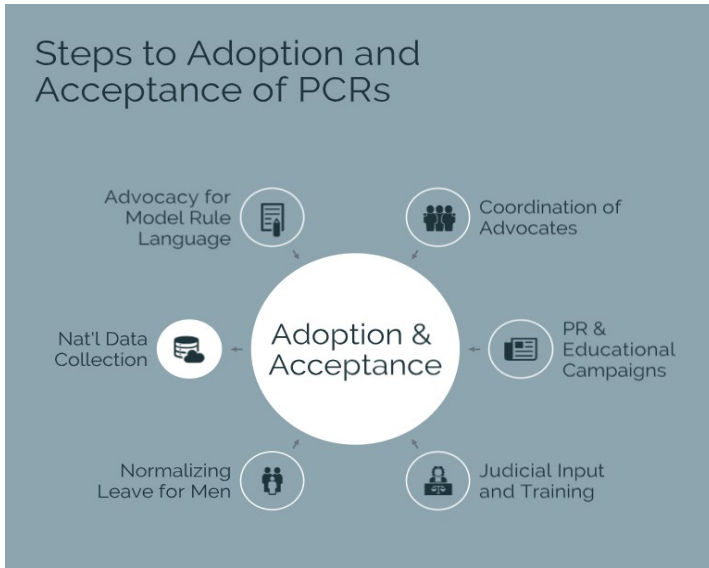 Steps to Adoption and
Acceptance of PCRs
Advocacy for
Model Rule
Language
Coordination of
Advocates
Nat'l Data
Collection
Adoption &
Acceptance
PR &
Educational
Campaigns
Normalizing
Leave for Men
Judicial Input
and Training